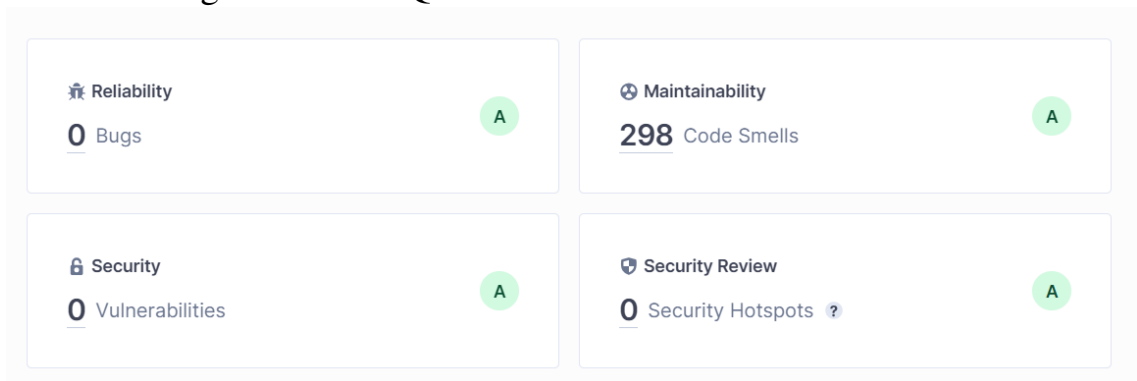 Reliability
0 Bugs
A
Maintainability
298 Code Smells
A
Security
0 Vulnerabilities
A
Security Review
0 Security Hotspots ?
A